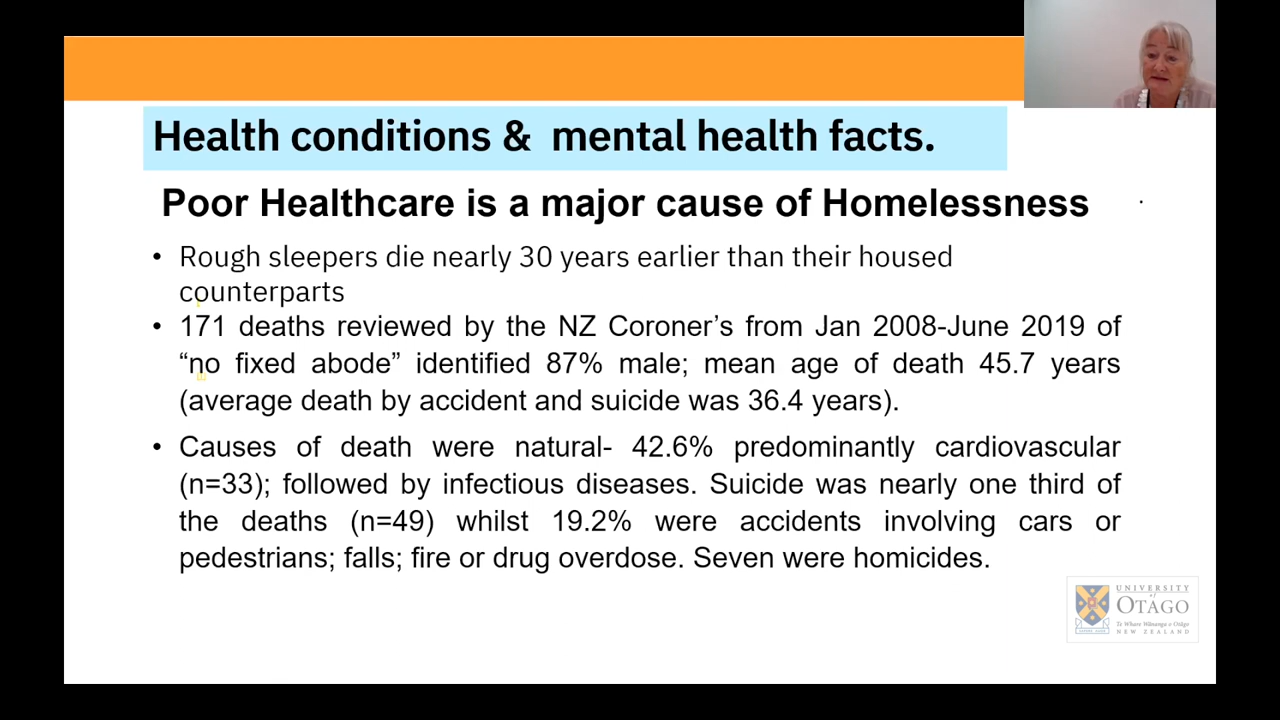 Health conditions &  mental health facts.
Poor Healthcare is a major cause of Homelessness
• Rough sleepers die nearly 30 years earlier than their housed
counterparts
• 171 deaths reviewed by the NZ Coroner’s from Jan 2008-June 2019 of
“no fixed abode” identified 87% male; mean age of death 45.7 years
(average death by accident and suicide was 36.4 years).
• Causes of death were natural- 42.6% predominantly cardiovascular
(n=33); followed by infectious diseases. Suicide was nearly one third of
the deaths (n=49) whilst 19.2% were accidents involving cars or
pedestrians; falls; fire or drug overdose. Seven were homicides.
UNIVERSITY
of
OTAGO
Te Whare Wānanga o Otāgo
NEW ZEALAND